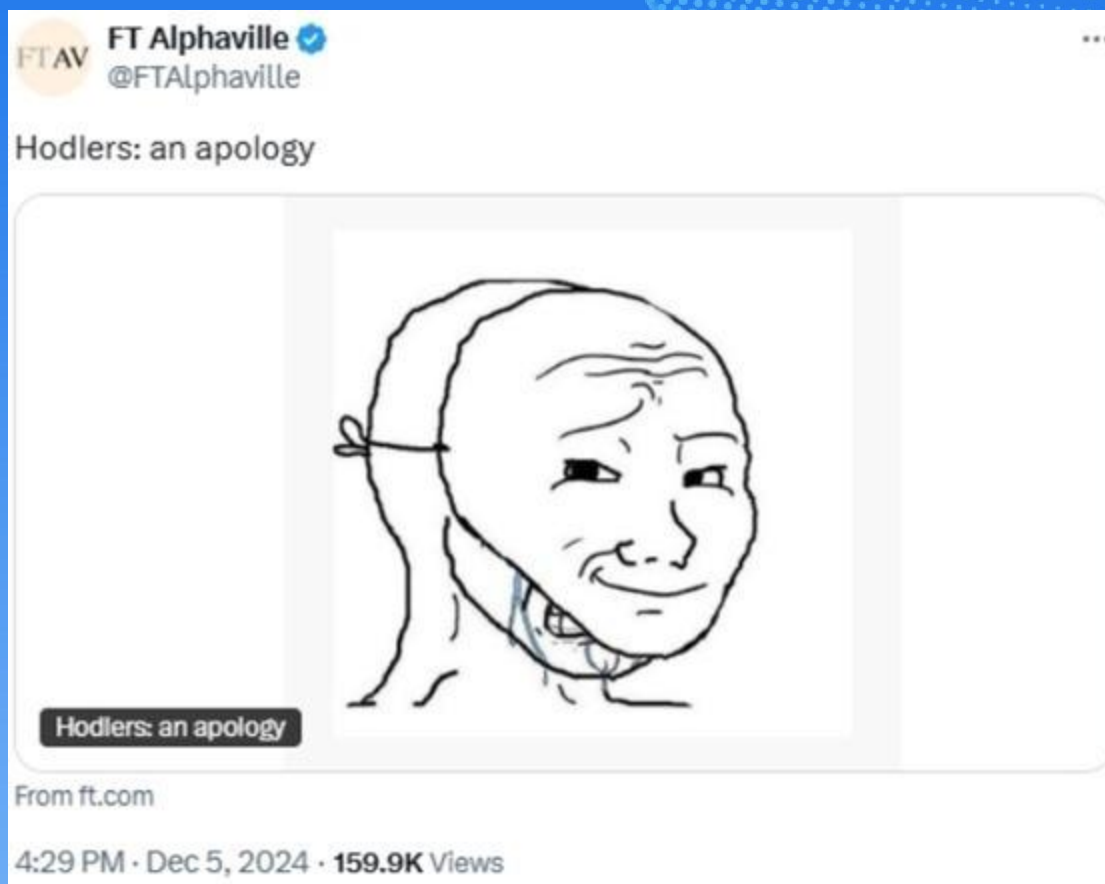 FTAV
FT Alphaville
@FTAlphaville
Hodlers: an apology
Hodlers: an apology
From ft.com
4:29 PM · Dec 5, 2024 · 159.9K Views